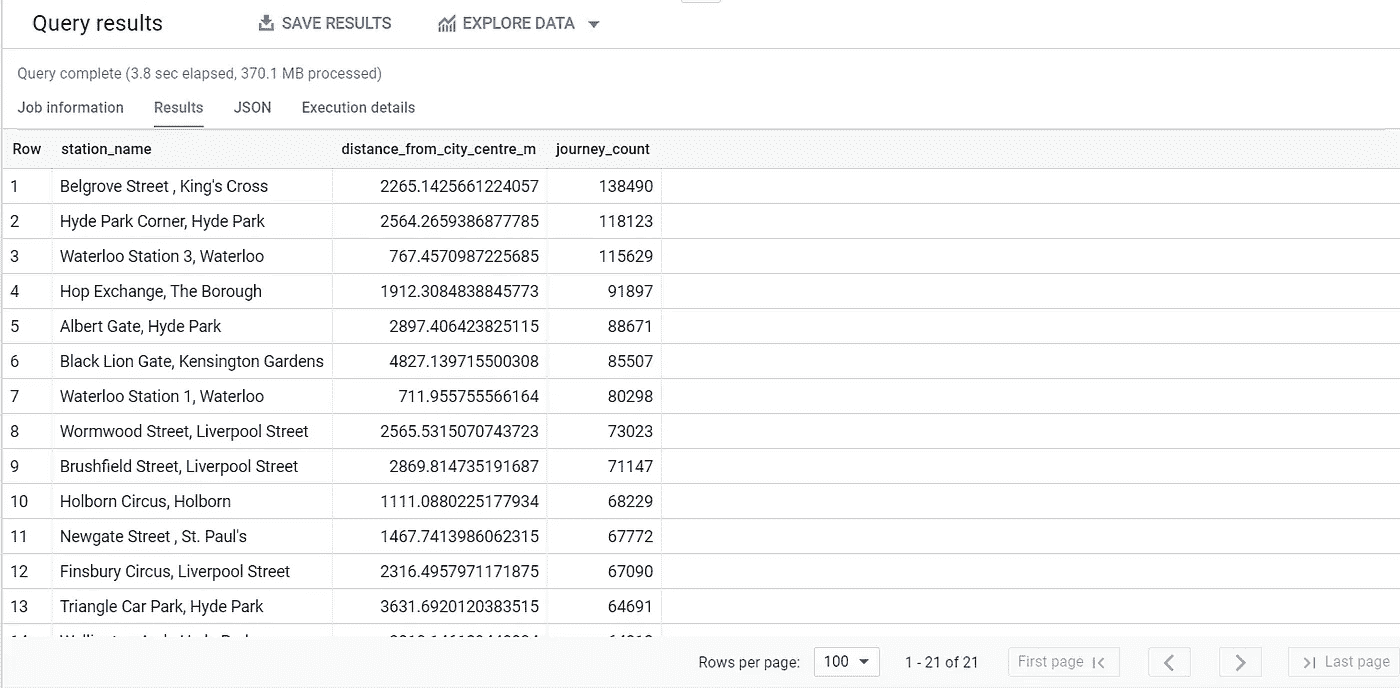 Query results SAVE RESULTS EXPLORE DATA
Query complete (3.8 sec elapsed, 370.1 MB processed)
Job information Results JSON Execution details
Row station_name distance_from_city_centre_m journey_count
1 Belgrove Street , King's Cross 2265.1425661224057 138490
2 Hyde Park Corner, Hyde Park 2564.2659386877785 118123
3 Waterloo Station 3, Waterloo 767.4570987225685 115629
4 Hop Exchange, The Borough 1912.3084838845773 91897
5 Albert Gate, Hyde Park 2897.406423825115 88671
6 Black Lion Gate, Kensington Gardens 4827.139715500308 85507
7 Waterloo Station 1, Waterloo 711.955755566164 80298
8 Wormwood Street, Liverpool Street 2565.5315070743723 73023
9 Brushfield Street, Liverpool Street 2869.814735191687 71147
10 Holborn Circus, Holborn 1111.0880225177934 68229
11 Newgate Street , St. Paul's 1467.7413986062315 67772
12 Finsbury Circus, Liverpool Street 2316.4957971171875 67090
13 Triangle Car Park, Hyde Park 3631.6920120383515 64691
Rows per page: 100 1 - 21 of 21 First page Last page